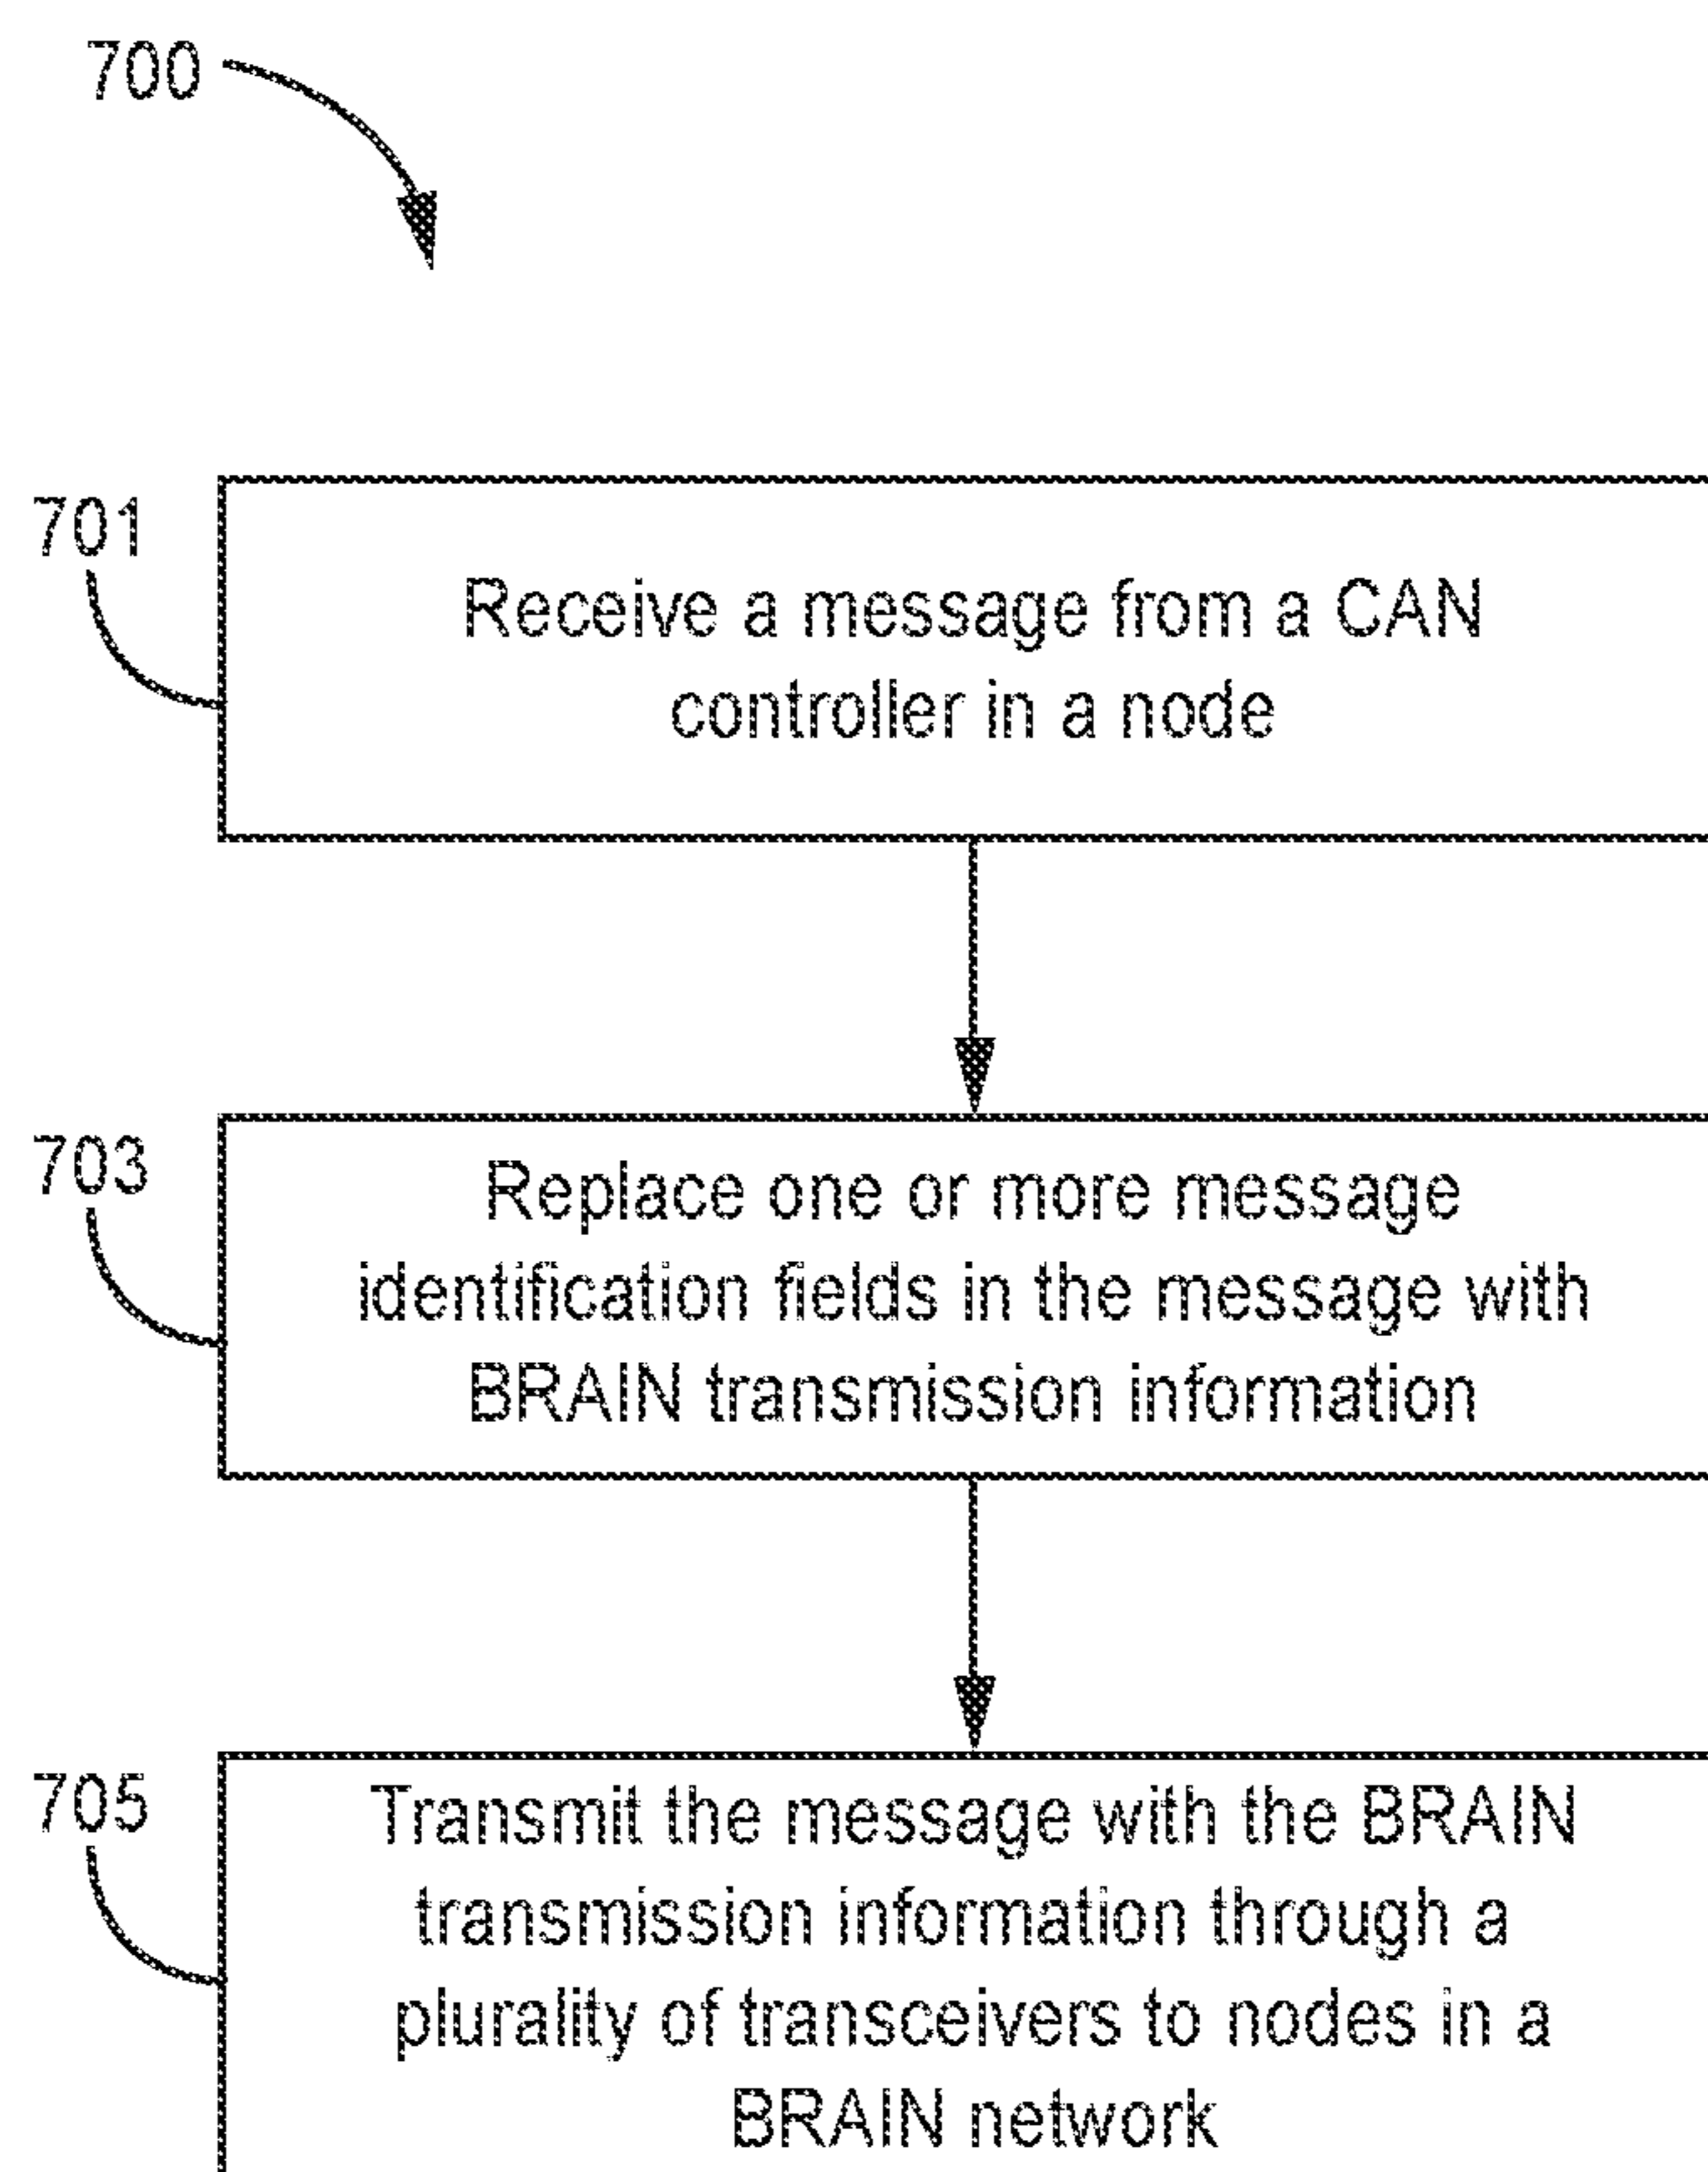 700
701
Receive a message from a CAN
controller in a node
703
Replace one or more message
identification fields in the message with
BRAIN transmission information
705
Transmit the message with the BRAIN
transmission information through a
plurality of transceivers to nodes in a
BRAIN network